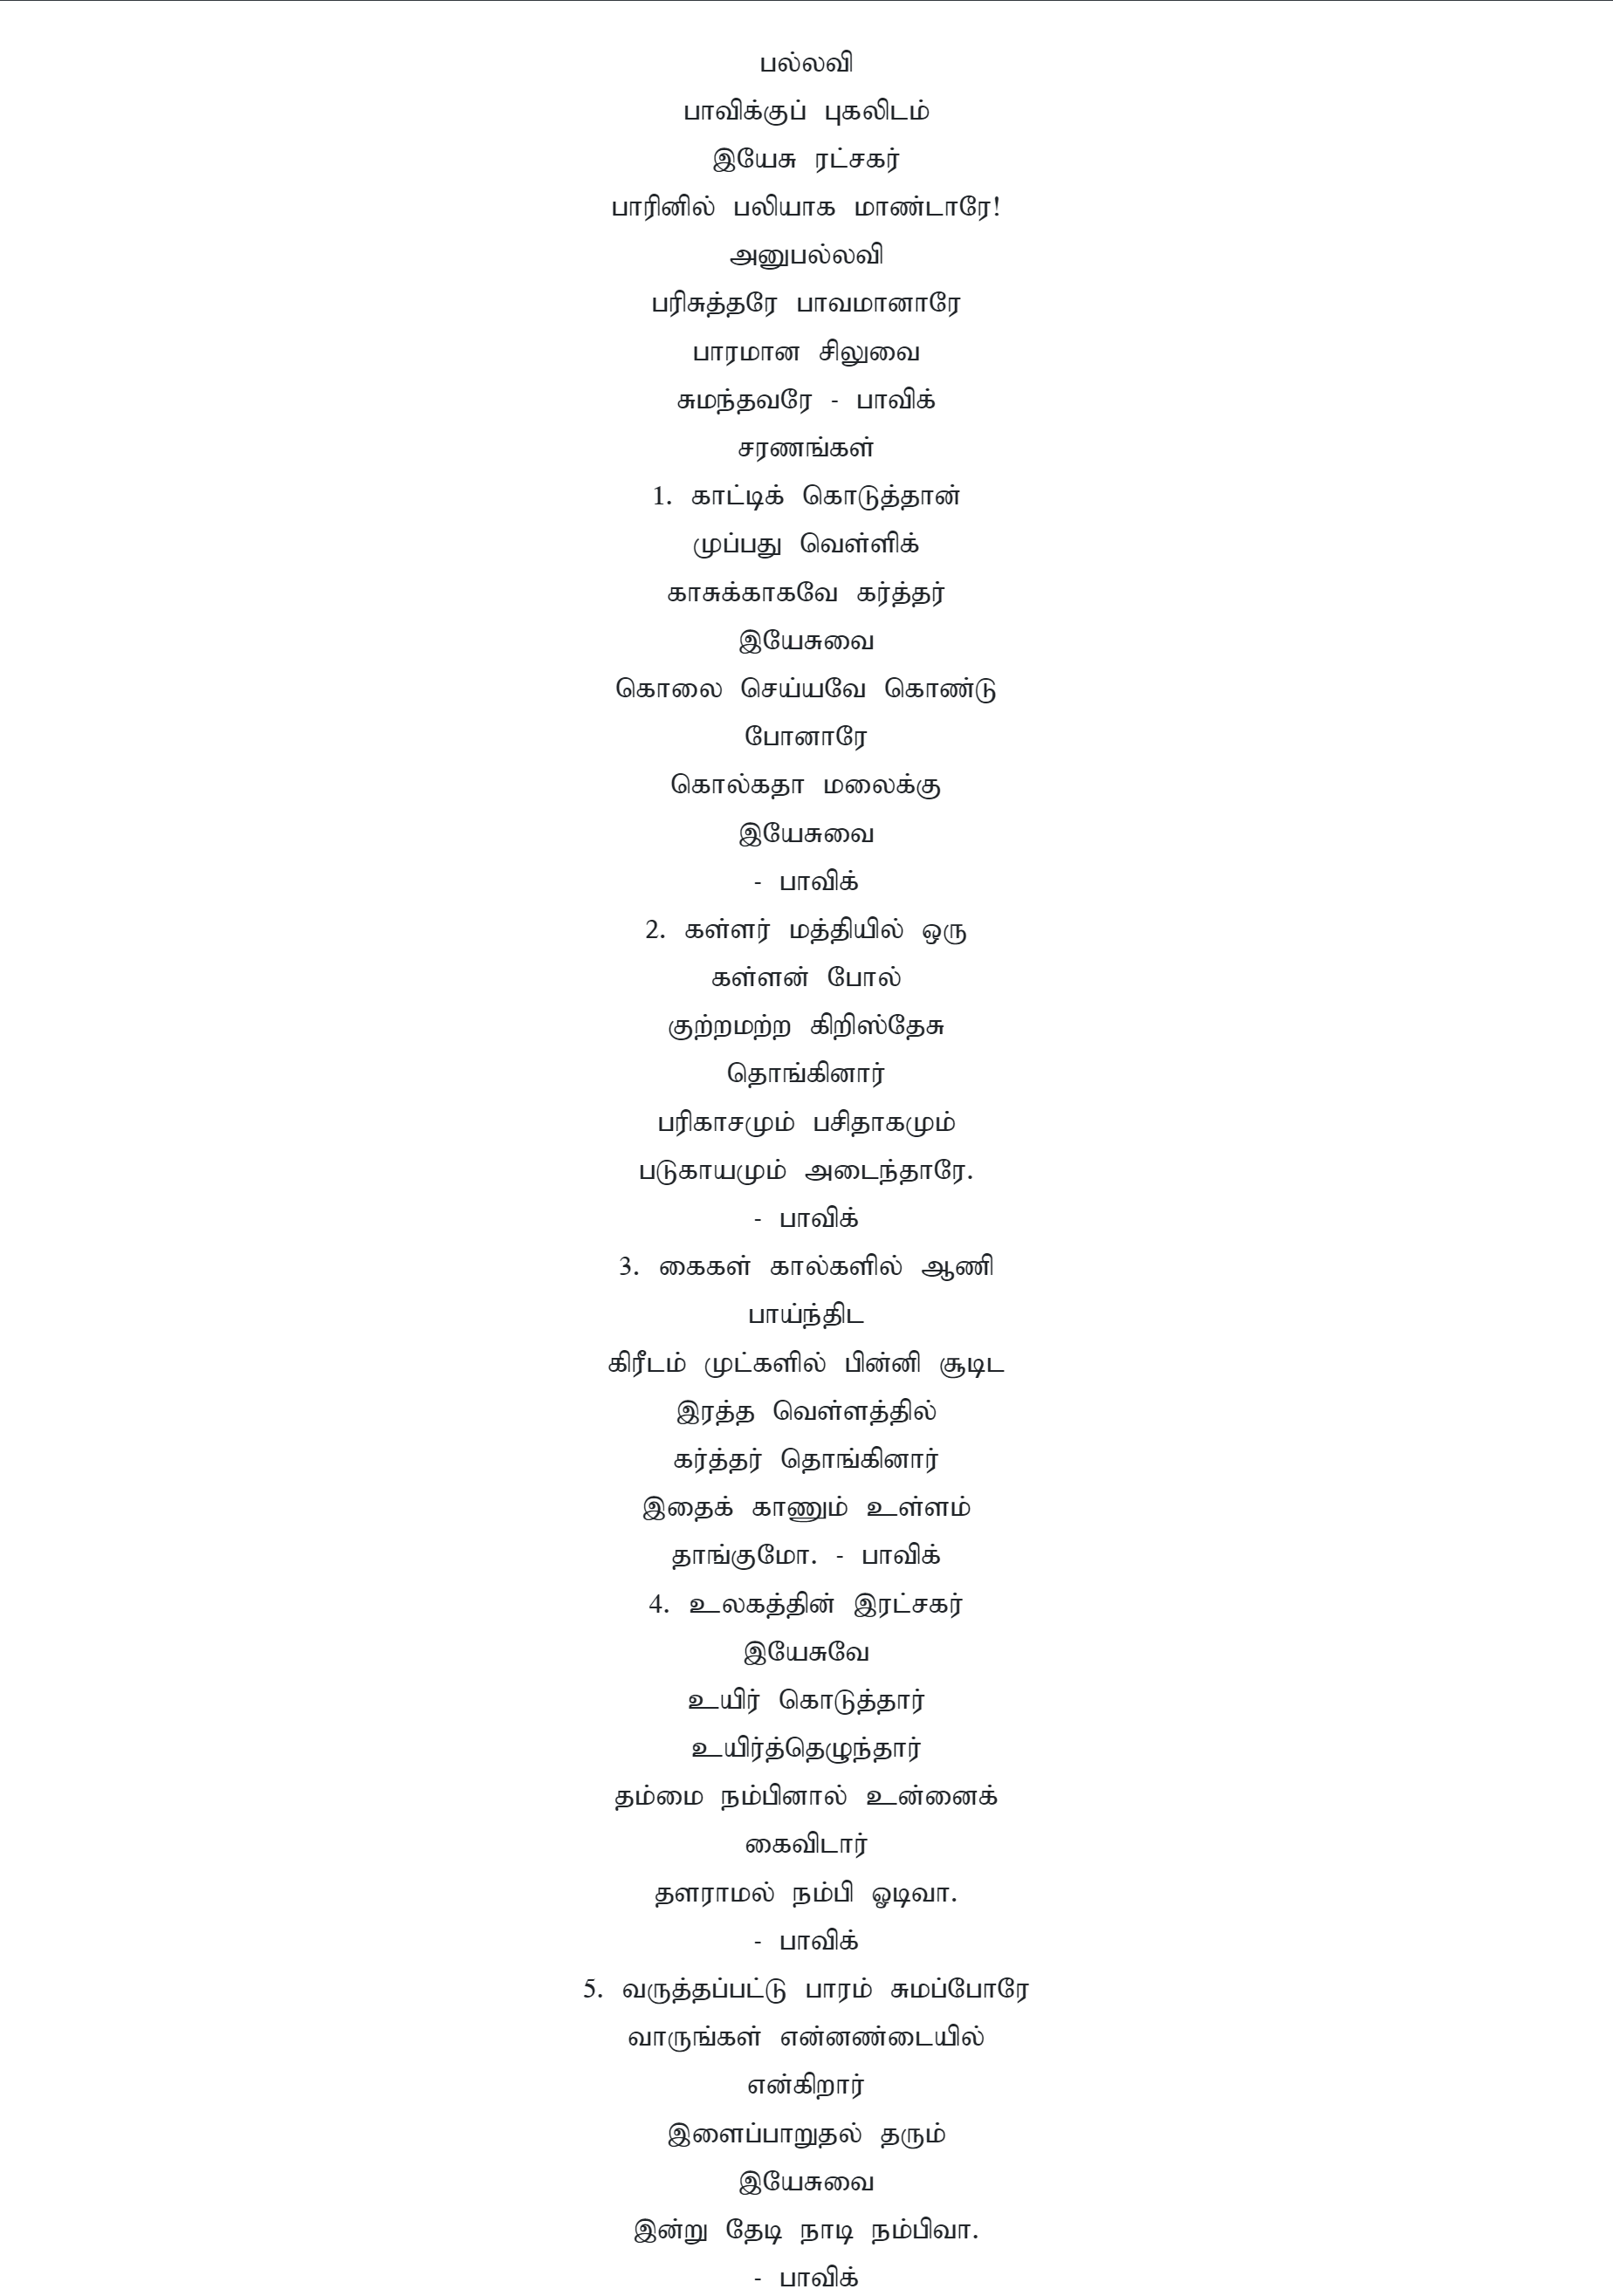 பல்லவி
பாவிக்குப் புகலிடம்
இயேசு ரட்சகர்
பாரினில் பலியாக மாண்டாரே!
அனுபல்லவி
பரிசுத்தரே பாவமானாரே
பாரமான சிலுவை
சுமந்தவரே - பாவிக்
சரணங்கள்
1. காட்டிக் கொடுத்தான்
முப்பது வெள்ளிக்
காசுக்காகவே கர்த்தர்
இயேசுவை
கொலை செய்யவே கொண்டு
போனாரே
கொல்கதா மலைக்கு
இயேசுவை
- பாவிக்
2. கள்ளர் மத்தியில் ஒரு
கள்ளன் போல்
குற்றமற்ற கிறிஸ்தேசு
தொங்கினார்
பரிகாசமும் பசிதாகமும்
படுகாயமும் அடைந்தாரே.
- பாவிக்
3. கைகள் கால்களில் ஆணி
பாய்ந்திட
கிரீடம் முட்களில் பின்னி சூடிட
இரத்த வெள்ளத்தில்
கர்த்தர் தொங்கினார்
இதைக் காணும் உள்ளம்
தாங்குமோ. - பாவிக்
4. உலகத்தின் இரட்சகர்
இயேசுவே
உயிர் கொடுத்தார்
உயிர்த்தெழுந்தார்
தம்மை நம்பினால் உன்னைக்
கைவிடார்
தளராமல் நம்பி ஓடிவா.
- பாவிக்
5. வருத்தப்பட்டு பாரம் சுமப்போரே
வாருங்கள் என்னண்டையில்
என்கிறார்
இளைப்பாறுதல் தரும்
இயேசுவை
இன்று தேடி நாடி நம்பிவா.
- பாவிக்